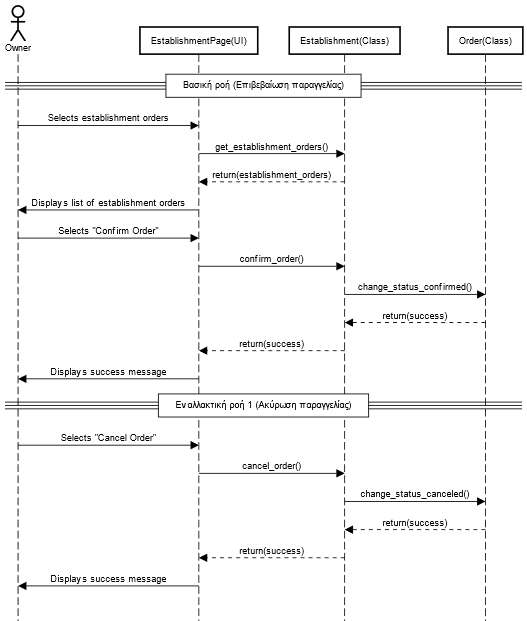 Owner
EstablishmentPage(UI)
Establishment(Class)
Order(Class)
Βασική ροή (Επιβεβαίωση παραγγελίας)
Selects establishment orders
get_establishment_orders()
return(establishment_orders)
Displays list of establishment orders
Selects "Confirm Order"
confirm_order()
change_status_confirmed()
return(success)
return(success)
Displays success message
Εναλλακτική ροή 1 (Ακύρωση παραγγελίας)
Selects "Cancel Order"
cancel_order()
change_status_canceled()
return(success)
return(success)
Displays success message